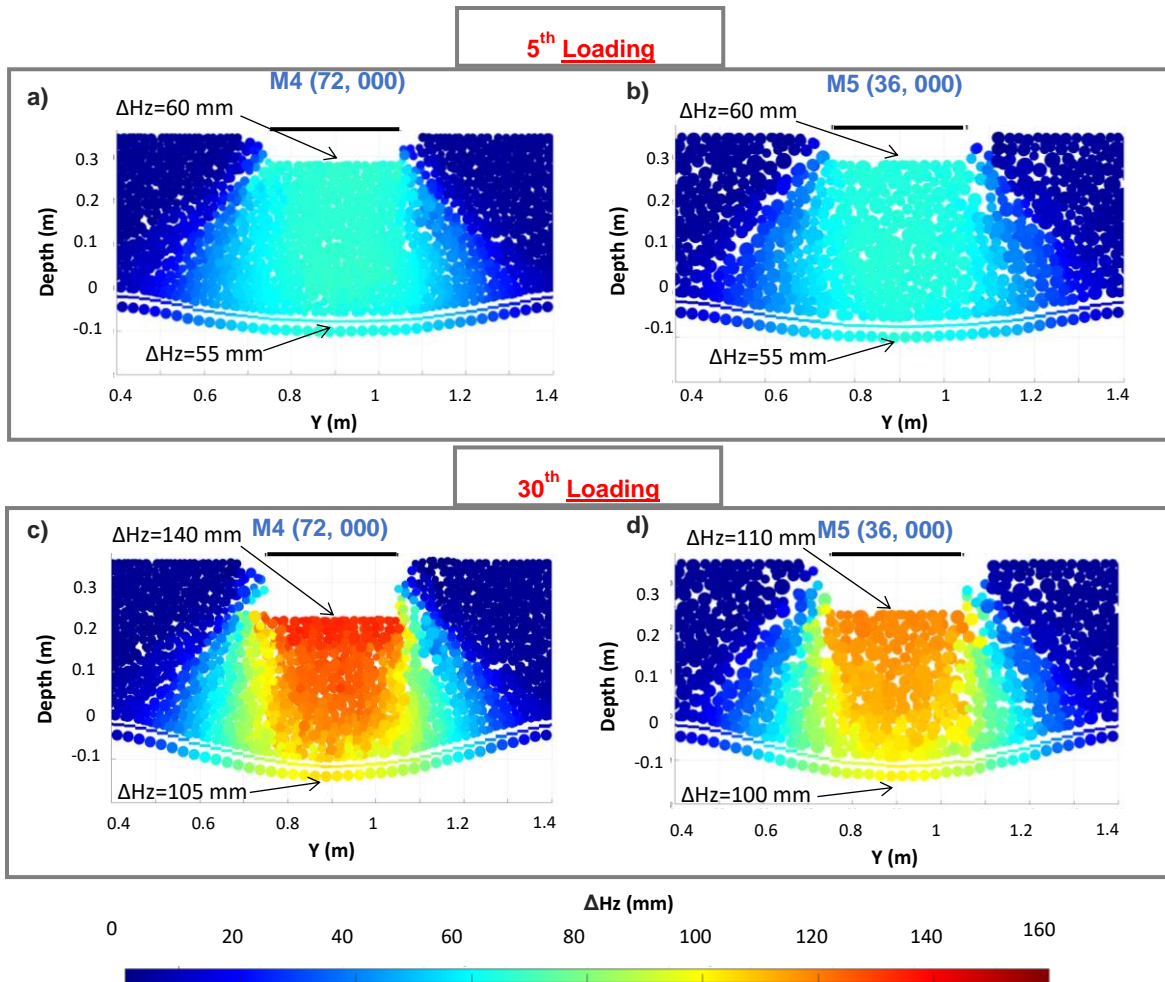 5th Loading
a)
M4 (72, 000)
ΔHz=60 mm
0.3
0.2
0.1
0
-0.1
Depth (m)
ΔHz=55 mm
0.4 0.6 0.8 1 1.2 1.4
Y (m)
b)
M5 (36, 000)
ΔHz=60 mm
0.3
0.2
0.1
0
-0.1
Depth (m)
ΔHz=55 mm
0.4 0.6 0.8 1 1.2 1.4
Y (m)
30th Loading
c)
M4 (72, 000)
ΔHz=140 mm
0.3
0.2
0.1
0
-0.1
Depth (m)
ΔHz=105 mm
0.4 0.6 0.8 1 1.2 1.4
Y (m)
d)
M5 (36, 000)
ΔHz=110 mm
0.3
0.2
0.1
0
-0.1
Depth (m)
ΔHz=100 mm
0.4 0.6 0.8 1 1.2 1.4
Y (m)
ΔHz (mm)
0 20 40 60 80 100 120 140 160